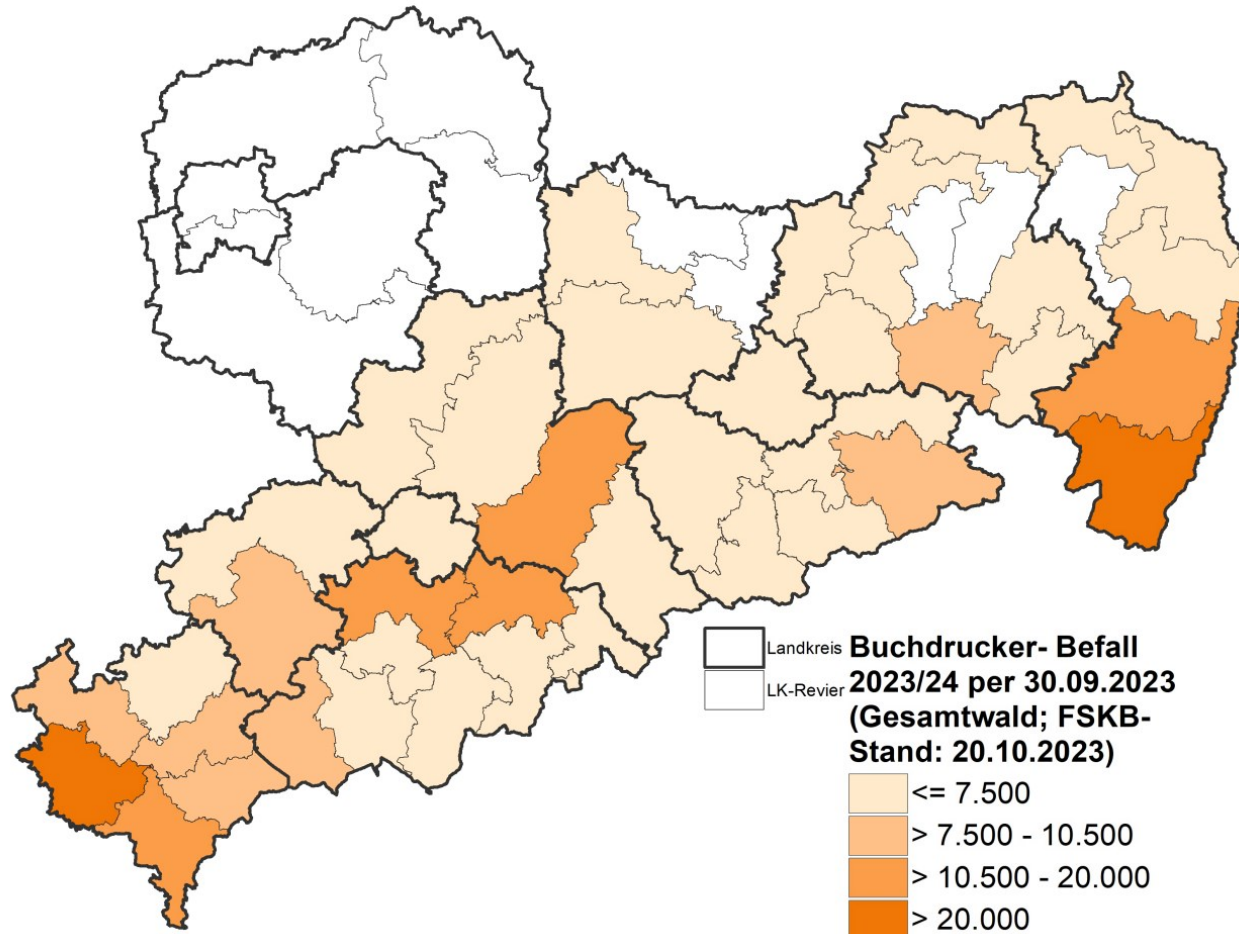 Landkreis
LK-Revier
Buchdrucker- Befall
2023/24 per 30.09.2023
(Gesamtwald; FSKB-
Stand: 20.10.2023)
<= 7.500
> 7.500 - 10.500
> 10.500 - 20.000
> 20.000